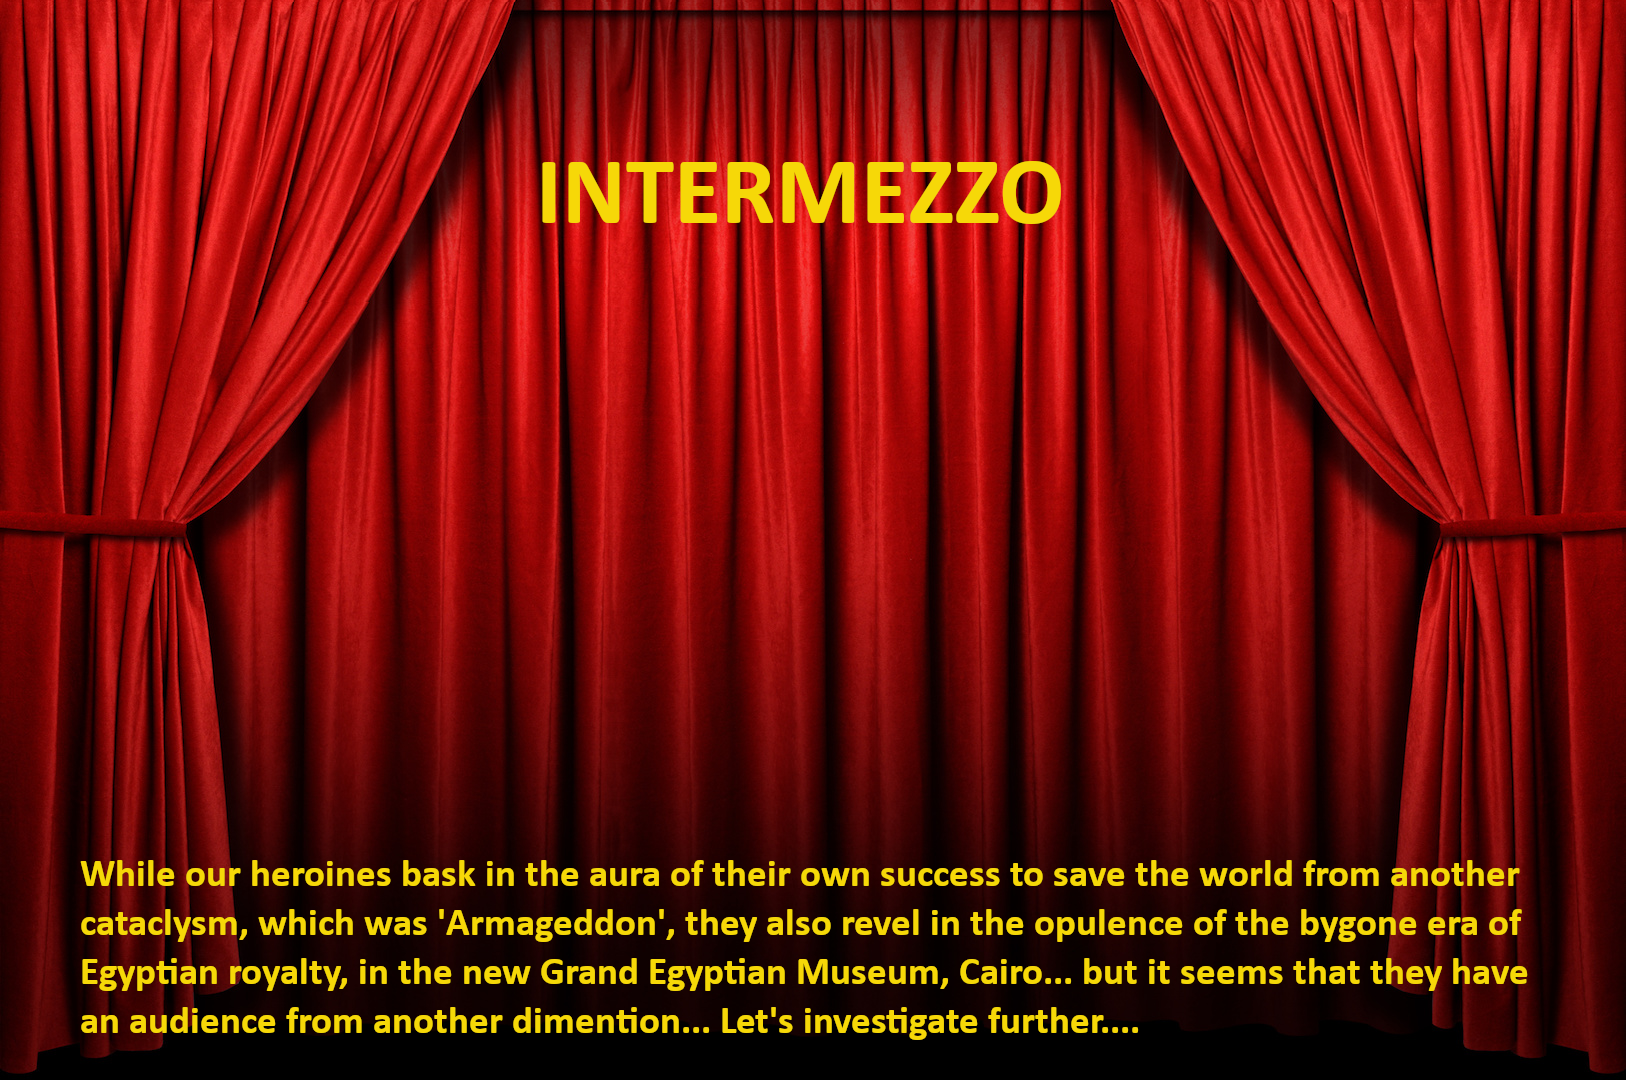 INTERMEZZO
While our heroines bask in the aura of their own success to save the world from another
cataclysm, which was 'Armageddon', they also revel in the opulence of the bygone era of
Egyptian royalty, in the new Grand Egyptian Museum, Cairo... but it seems that they have
an audience from another dimention... Let's investigate further....